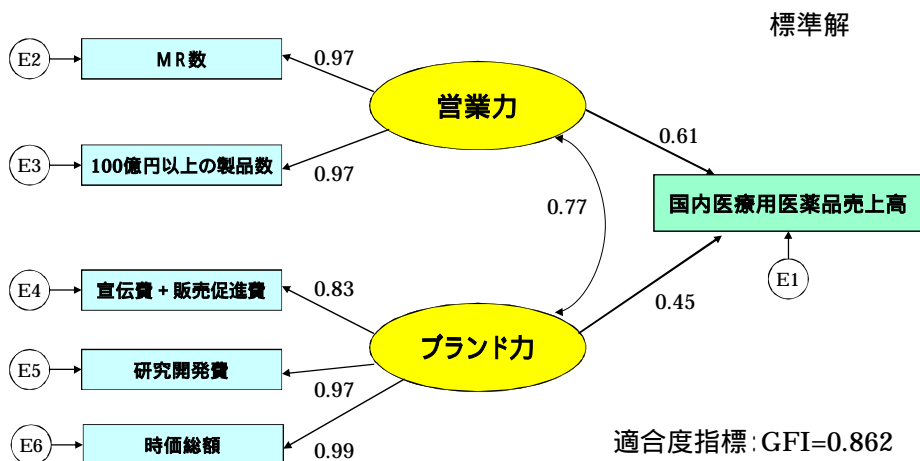 標準解
E2
MR数
0.97
営業力
0.61
E3
100億円以上の製品数
0.97
0.77
国内医療用医薬品売上高
E1
E4
宣伝費+販売促進費
0.83
0.45
ブランド力
E5
研究開発費
0.97
E6
時価総額
0.99
適合度指標:GFI=0.862